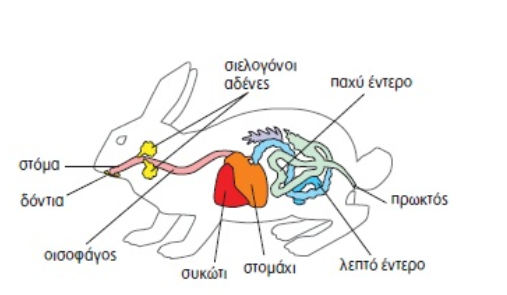 σιελογόνοι
αδένες
παχύ έντερο
στόμα
δόντια
πρωκτός
οισοφάγος
συκώτι
στομάχι
λεπτό έντερο